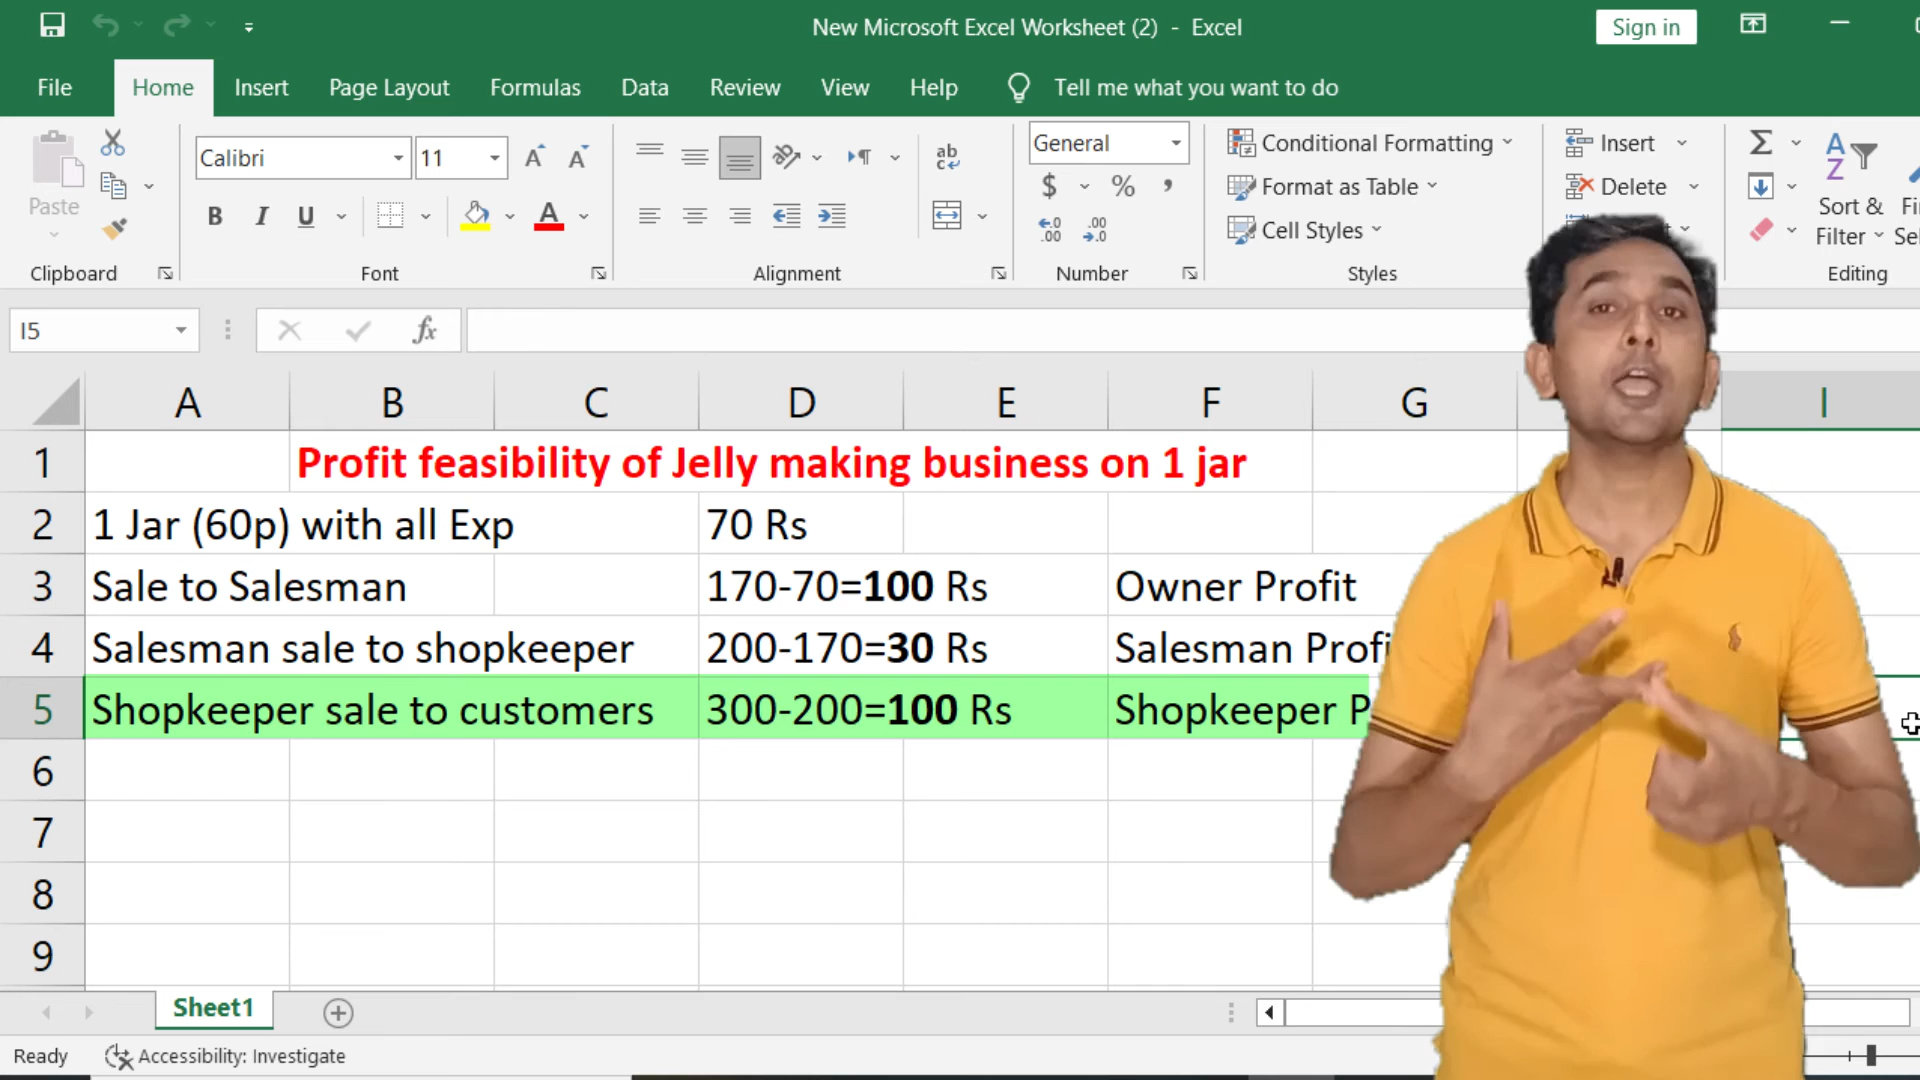 New Microsoft Excel Worksheet (2) - Excel
Sign in
File Home Insert Page Layout Formulas Data Review View Help Tell me what you want to do
Paste
Calibri 11
B I U
General
$ %
Conditional Formatting
Format as Table
Cell Styles
Insert
Delete
Sort &
Filter
Clipboard Font Alignment Number Styles Editing
I5 fx
A B C D E F G I
1 Profit feasibility of Jelly making business on 1 jar
2 1 Jar (60p) with all Exp 70 Rs
3 Sale to Salesman 170-70=100 Rs Owner Profit
4 Salesman sale to shopkeeper 200-170=30 Rs Salesman Profi
5 Shopkeeper sale to customers 300-200=100 Rs Shopkeeper P
6
7
8
9
Sheet1
Ready Accessibility: Investigate